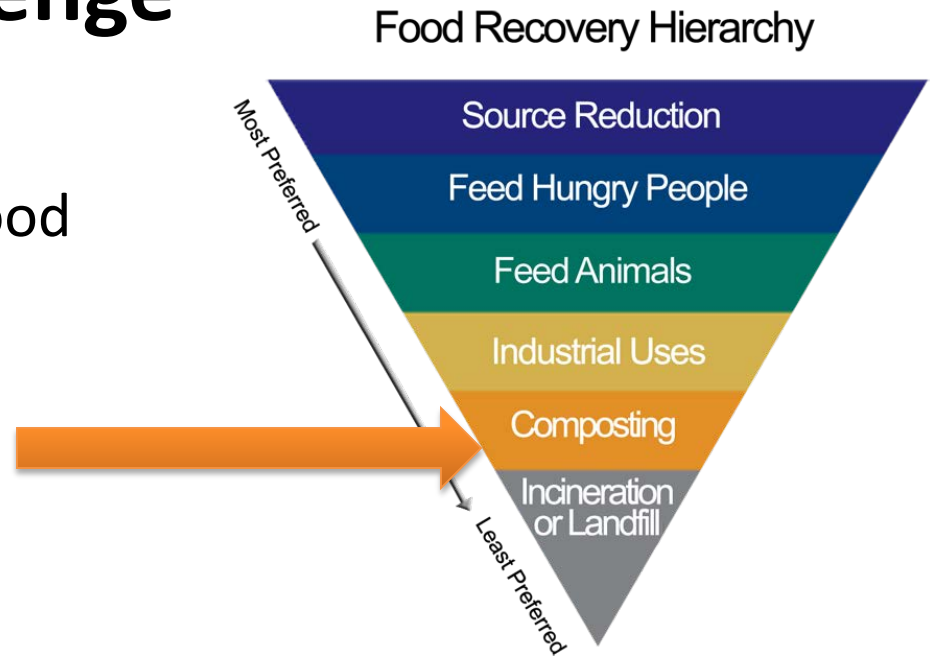 enge
Food Recovery Hierarchy
Most Preferred
ood
Source Reduction
Feed Hungry People
Feed Animals
Industrial Uses
Composting
Incineration
or Landfill
Least Preferred